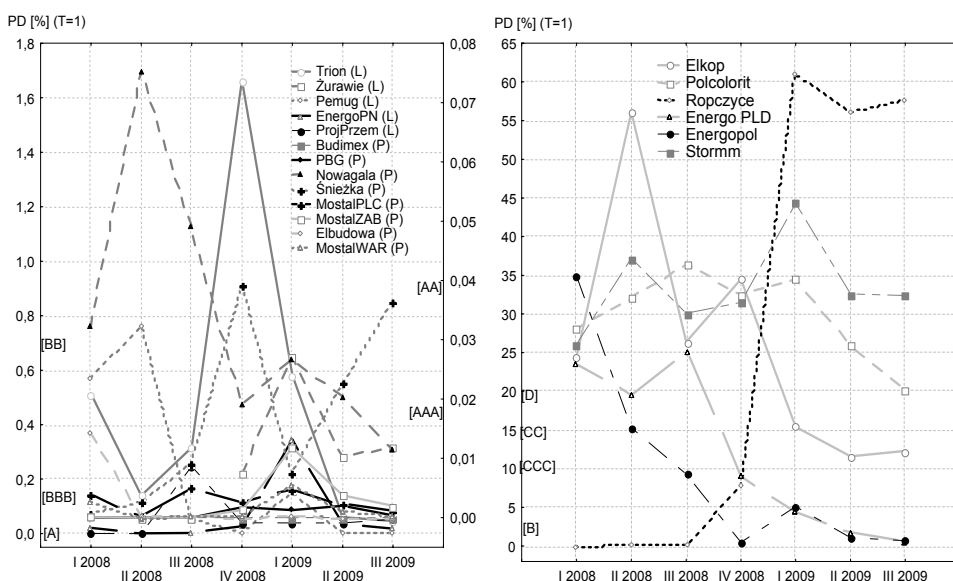 PD [%] (T=1)
1,8
1,6
1,4
1,2
1,0
0,8
0,6
0,4
0,2
0,0
[BB]
[BBB]
[A]
0,08
0,07
0,06
0,05
0,04
0,03
0,02
0,01
0,00
[AA]
[AAA]
Trion (L)
Żurawie (L)
Pemug (L)
EnergoPN (L)
ProjPrzem (L)
Budimex (P)
PBG (P)
Nowagala (P)
Śnieżka (P)
MostalPLC (P)
MostalZAB (P)
Elbudowa (P)
MostalWAR (P)
I 2008
II 2008
III 2008
IV 2008
I 2009
II 2009
III 2009
PD [%] (T=1)
65
60
55
50
45
40
35
30
25
20
15
10
5
0
[D]
[CC]
[CCC]
[B]
Elkop
Polcolorit
Ropczyce
Energo PLD
Energopol
Stormm
I 2008
II 2008
III 2008
IV 2008
I 2009
II 2009
III 2009